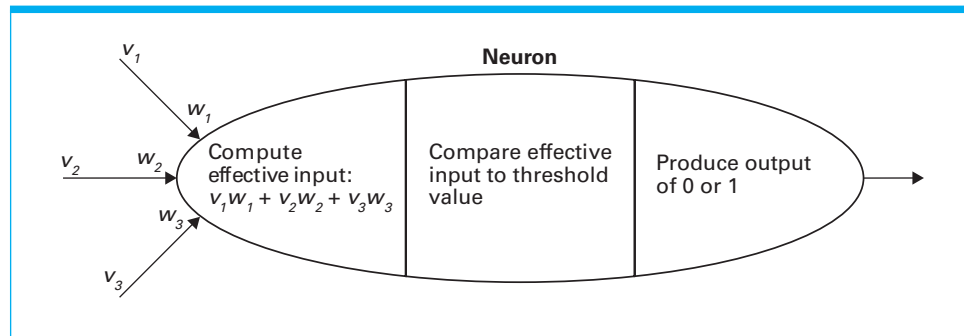 Neuron
v1
w1
v2
w2
w3
v3
Compute
effective input:
v1w1 + v2w2 + v3w3
Compare effective
input to threshold
value
Produce output
of 0 or 1